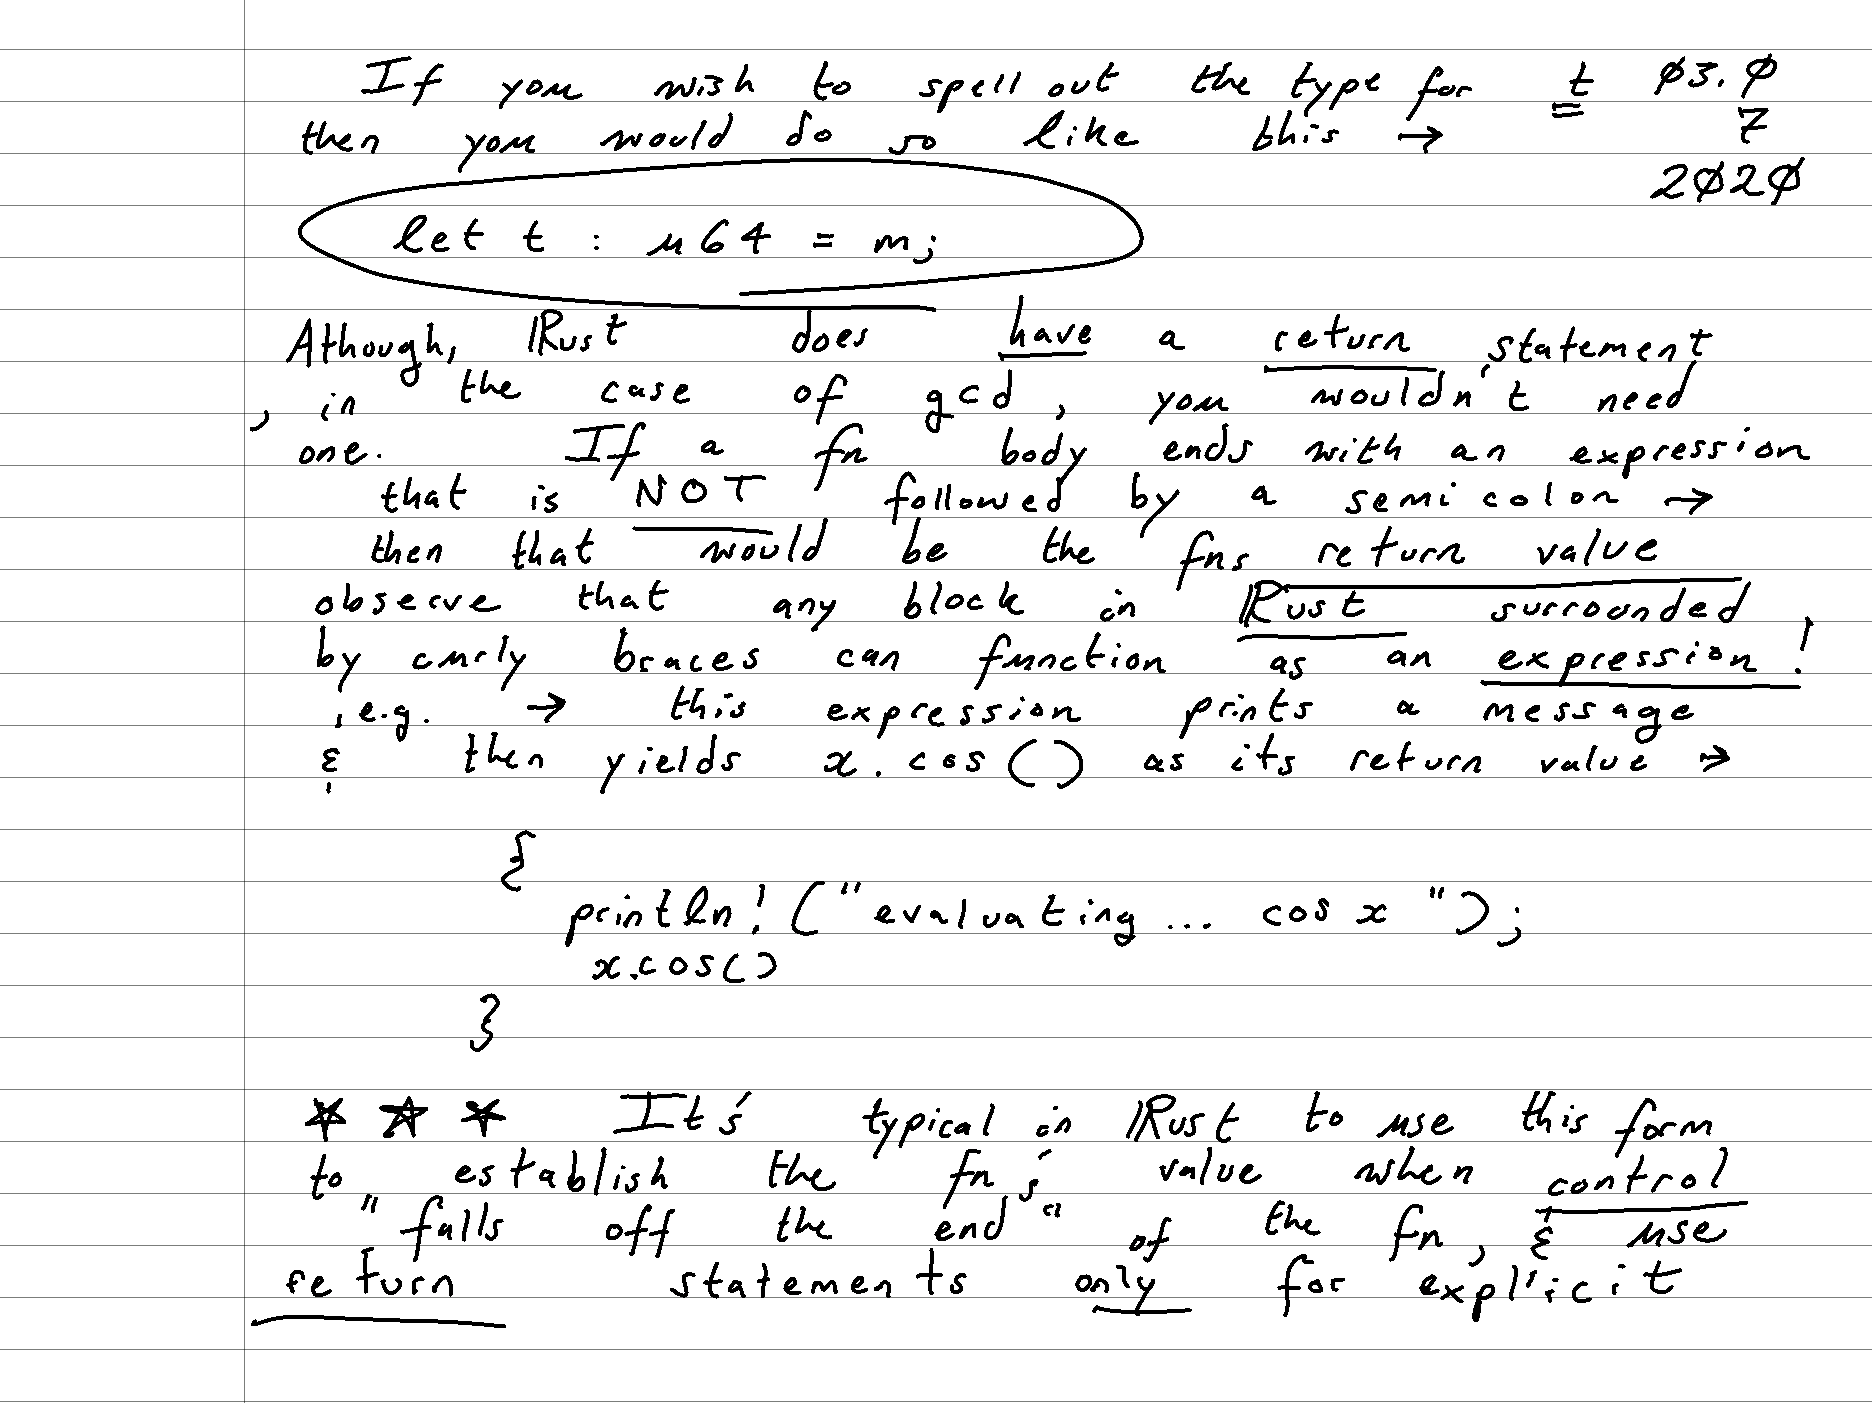 If you wish to spell out the type for t ø3.ø
then you would do so like this → 7
2ø2ø
let t : u64 = m;
Athough, Rust does have a return statement
, in the case of gcd, you wouldn't need
one. If a fn body ends with an expression
that is NOT followed by a semicolon →
then that would be the fns return value
observe that any block in Rust surrounded
by curly braces can function as an expression!
, e.g. → this expression prints a message
& then yields x.cos() as its return value →
{
println! ("evaluating... cos x");
x.cos()
}
☆ ☆ ☆ It's typical in Rust to use this form
to establish the fn's value when control
"falls off the end" of the fn, & use
return statements only for explicit